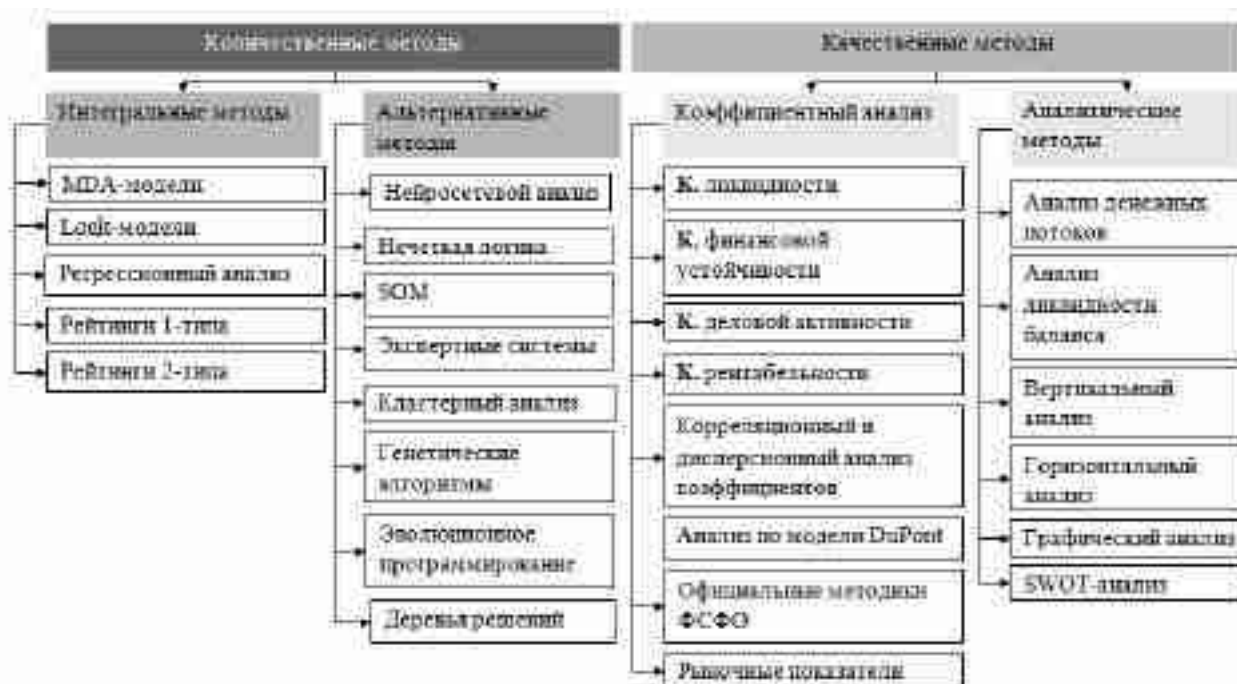 Количественные методы
Качественные методы
Интегральные методы
MDA-модели
Logit-модели
Регрессионный анализ
Рейтинги 1-типа
Рейтинги 2-типа
Альтернативные
методы
Нейросетевой анализ
Нечеткая логика
SOM
Экспертные системы
Кластерный анализ
Генетические
алгоритмы
Эволюционное
программирование
Деревья решений
Коэффициентный анализ
К. ликвидности
К. финансовой
устойчивости
К. деловой активности
К. рентабельности
Корреляционный и
дисперсионный анализ
коэффициентов
Анализ по модели DuPont
Официальные методики
ФСФО
Рыночные показатели
Аналитические
методы
Анализ денежных
потоков
Анализ
ликвидности
баланса
Вертикальный
анализ
Горизонтальный
анализ
Графический анализ
SWOT-анализ